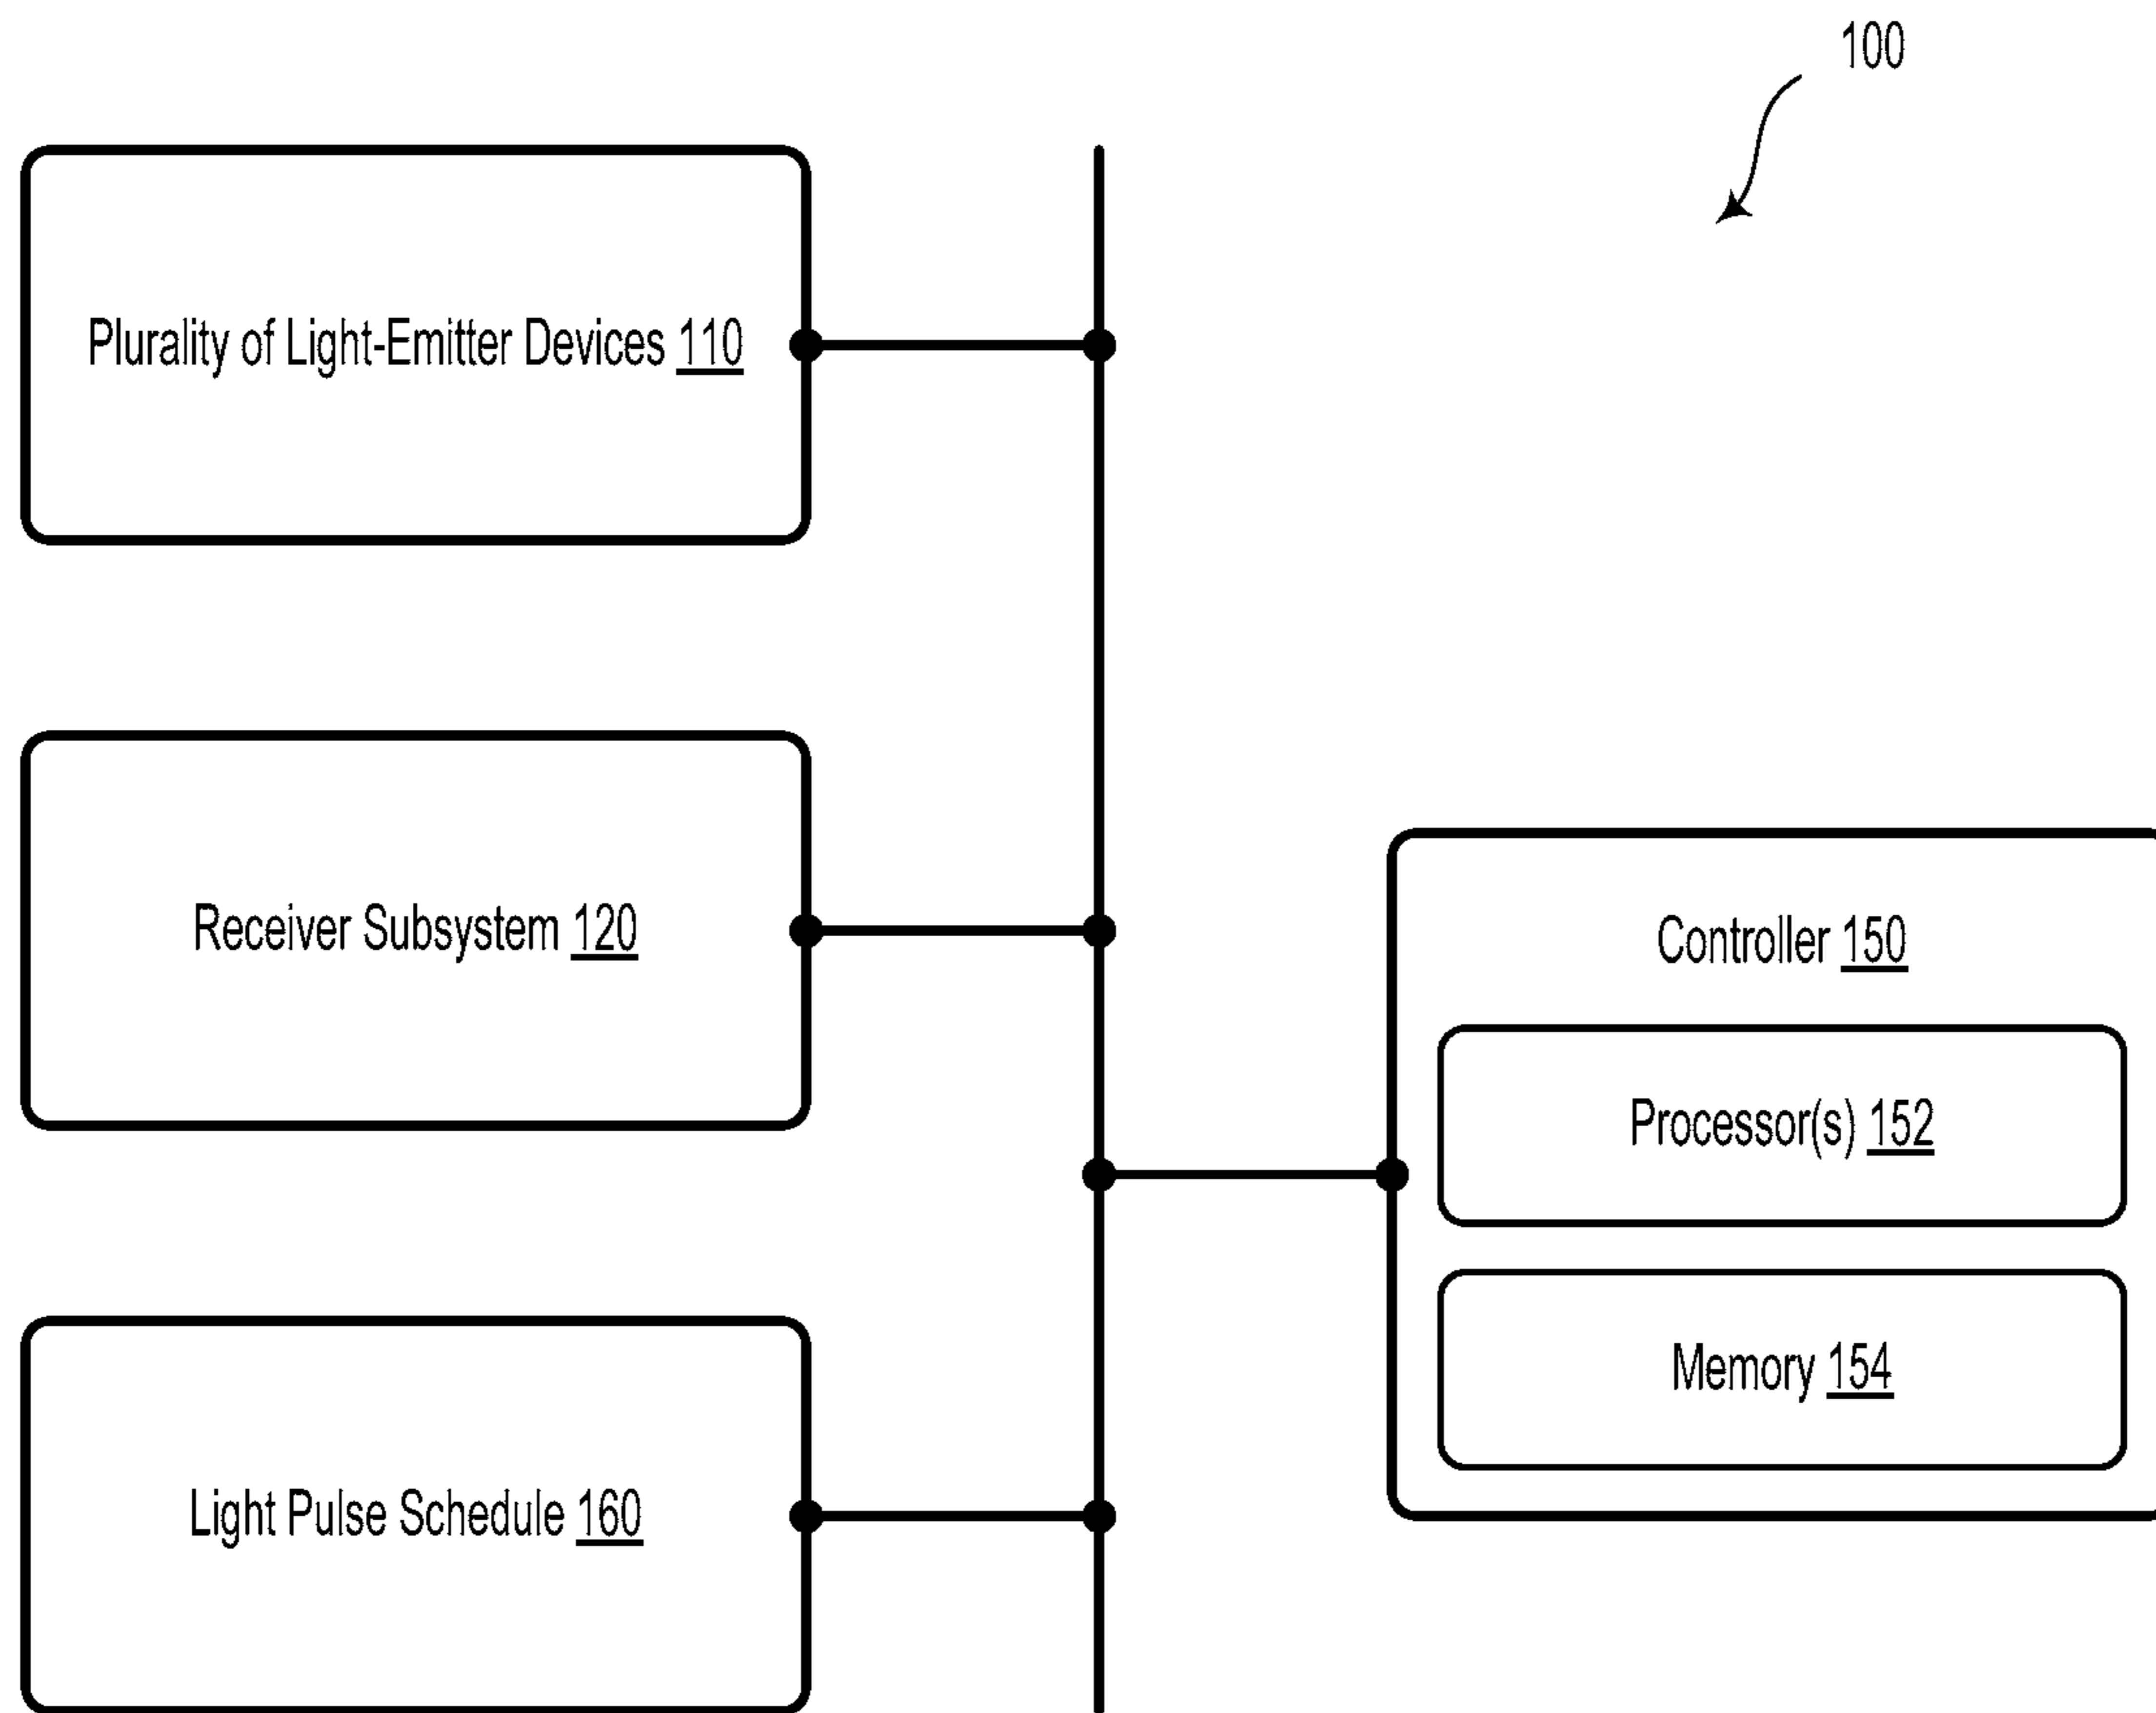 100
Plurality of Light-Emitter Devices 110
Receiver Subsystem 120
Controller 150
Processor(s) 152
Memory 154
Light Pulse Schedule 160